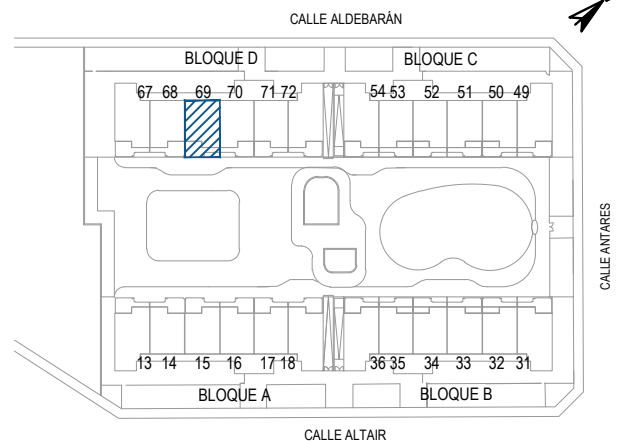 CALLE ALDEBARÁN
BLOQUE D
BLOQUE C
67 68 69 70 71 72
54 53 52 51 50 49
CALLE ANTARES
13 14 15 16 17 18
36 35 34 33 32 31
BLOQUE A
BLOQUE B
CALLE ALTAIR